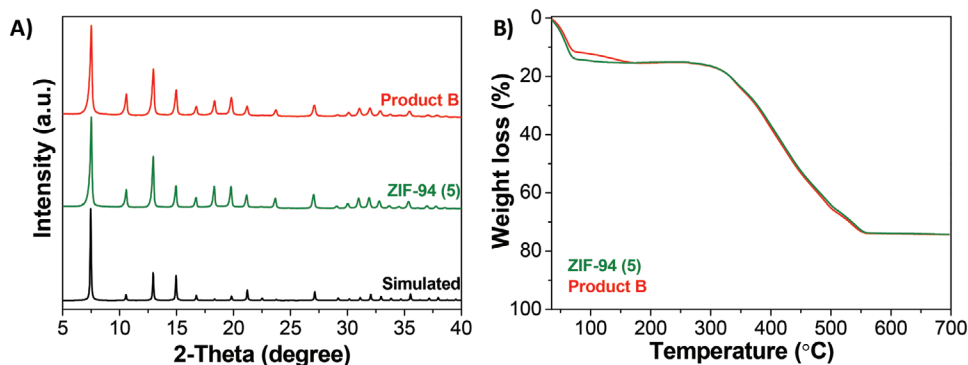 A)
Intensity (a.u.)
Product B
ZIF-94 (5)
Simulated
5 10 15 20 25 30 35 40
2-Theta (degree)
B)
Weight loss (%)
0
20
40
60
80
100
ZIF-94 (5)
Product B
100 200 300 400 500 600 700
Temperature (°C)